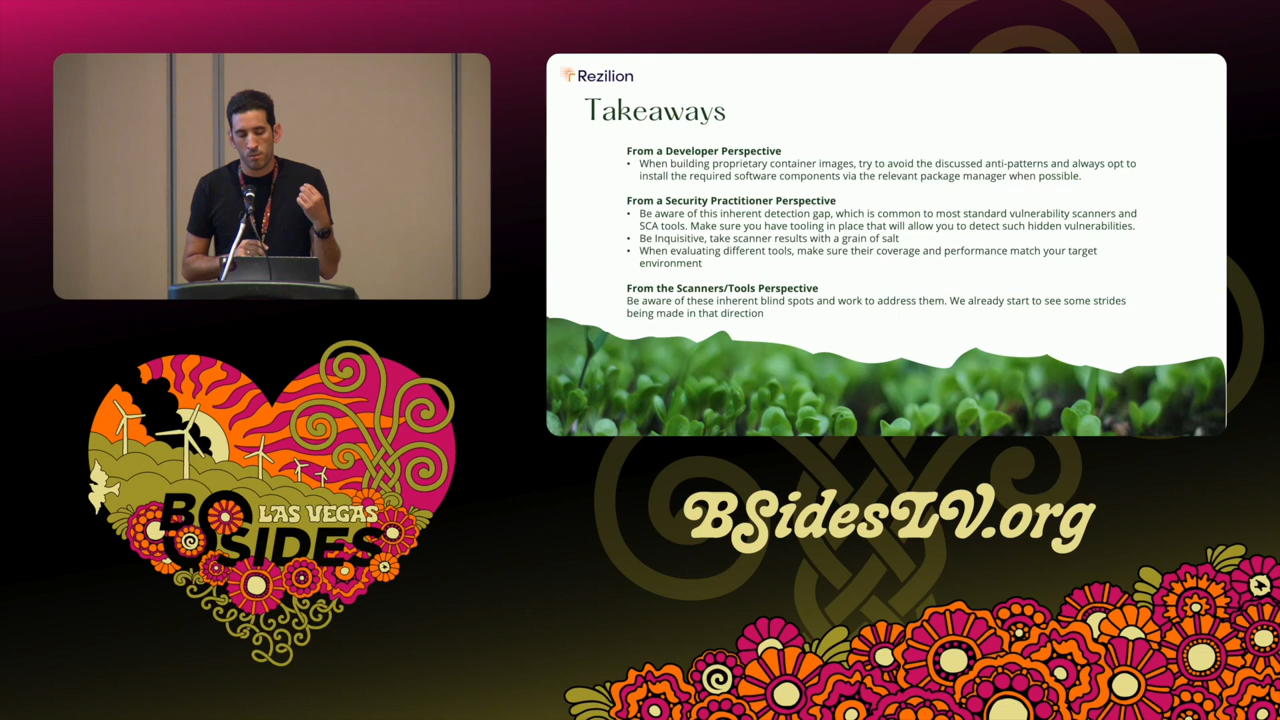 Rezilion
Takeaways
From a Developer Perspective
• When building proprietary container images, try to avoid the discussed anti-patterns and always opt to
install the required software components via the relevant package manager when possible.
From a Security Practitioner Perspective
• Be aware of this inherent detection gap, which is common to most standard vulnerability scanners and
SCA tools. Make sure you have tooling in place that will allow you to detect such hidden vulnerabilities.
• Be Inquisitive, take scanner results with a grain of salt
• When evaluating different tools, make sure their coverage and performance match your target
environment
From the Scanners/Tools Perspective
Be aware of these inherent blind spots and work to address them. We already start to see some strides
being made in that direction
BSIDES
LAS VEGAS
23
BSidesLV.org